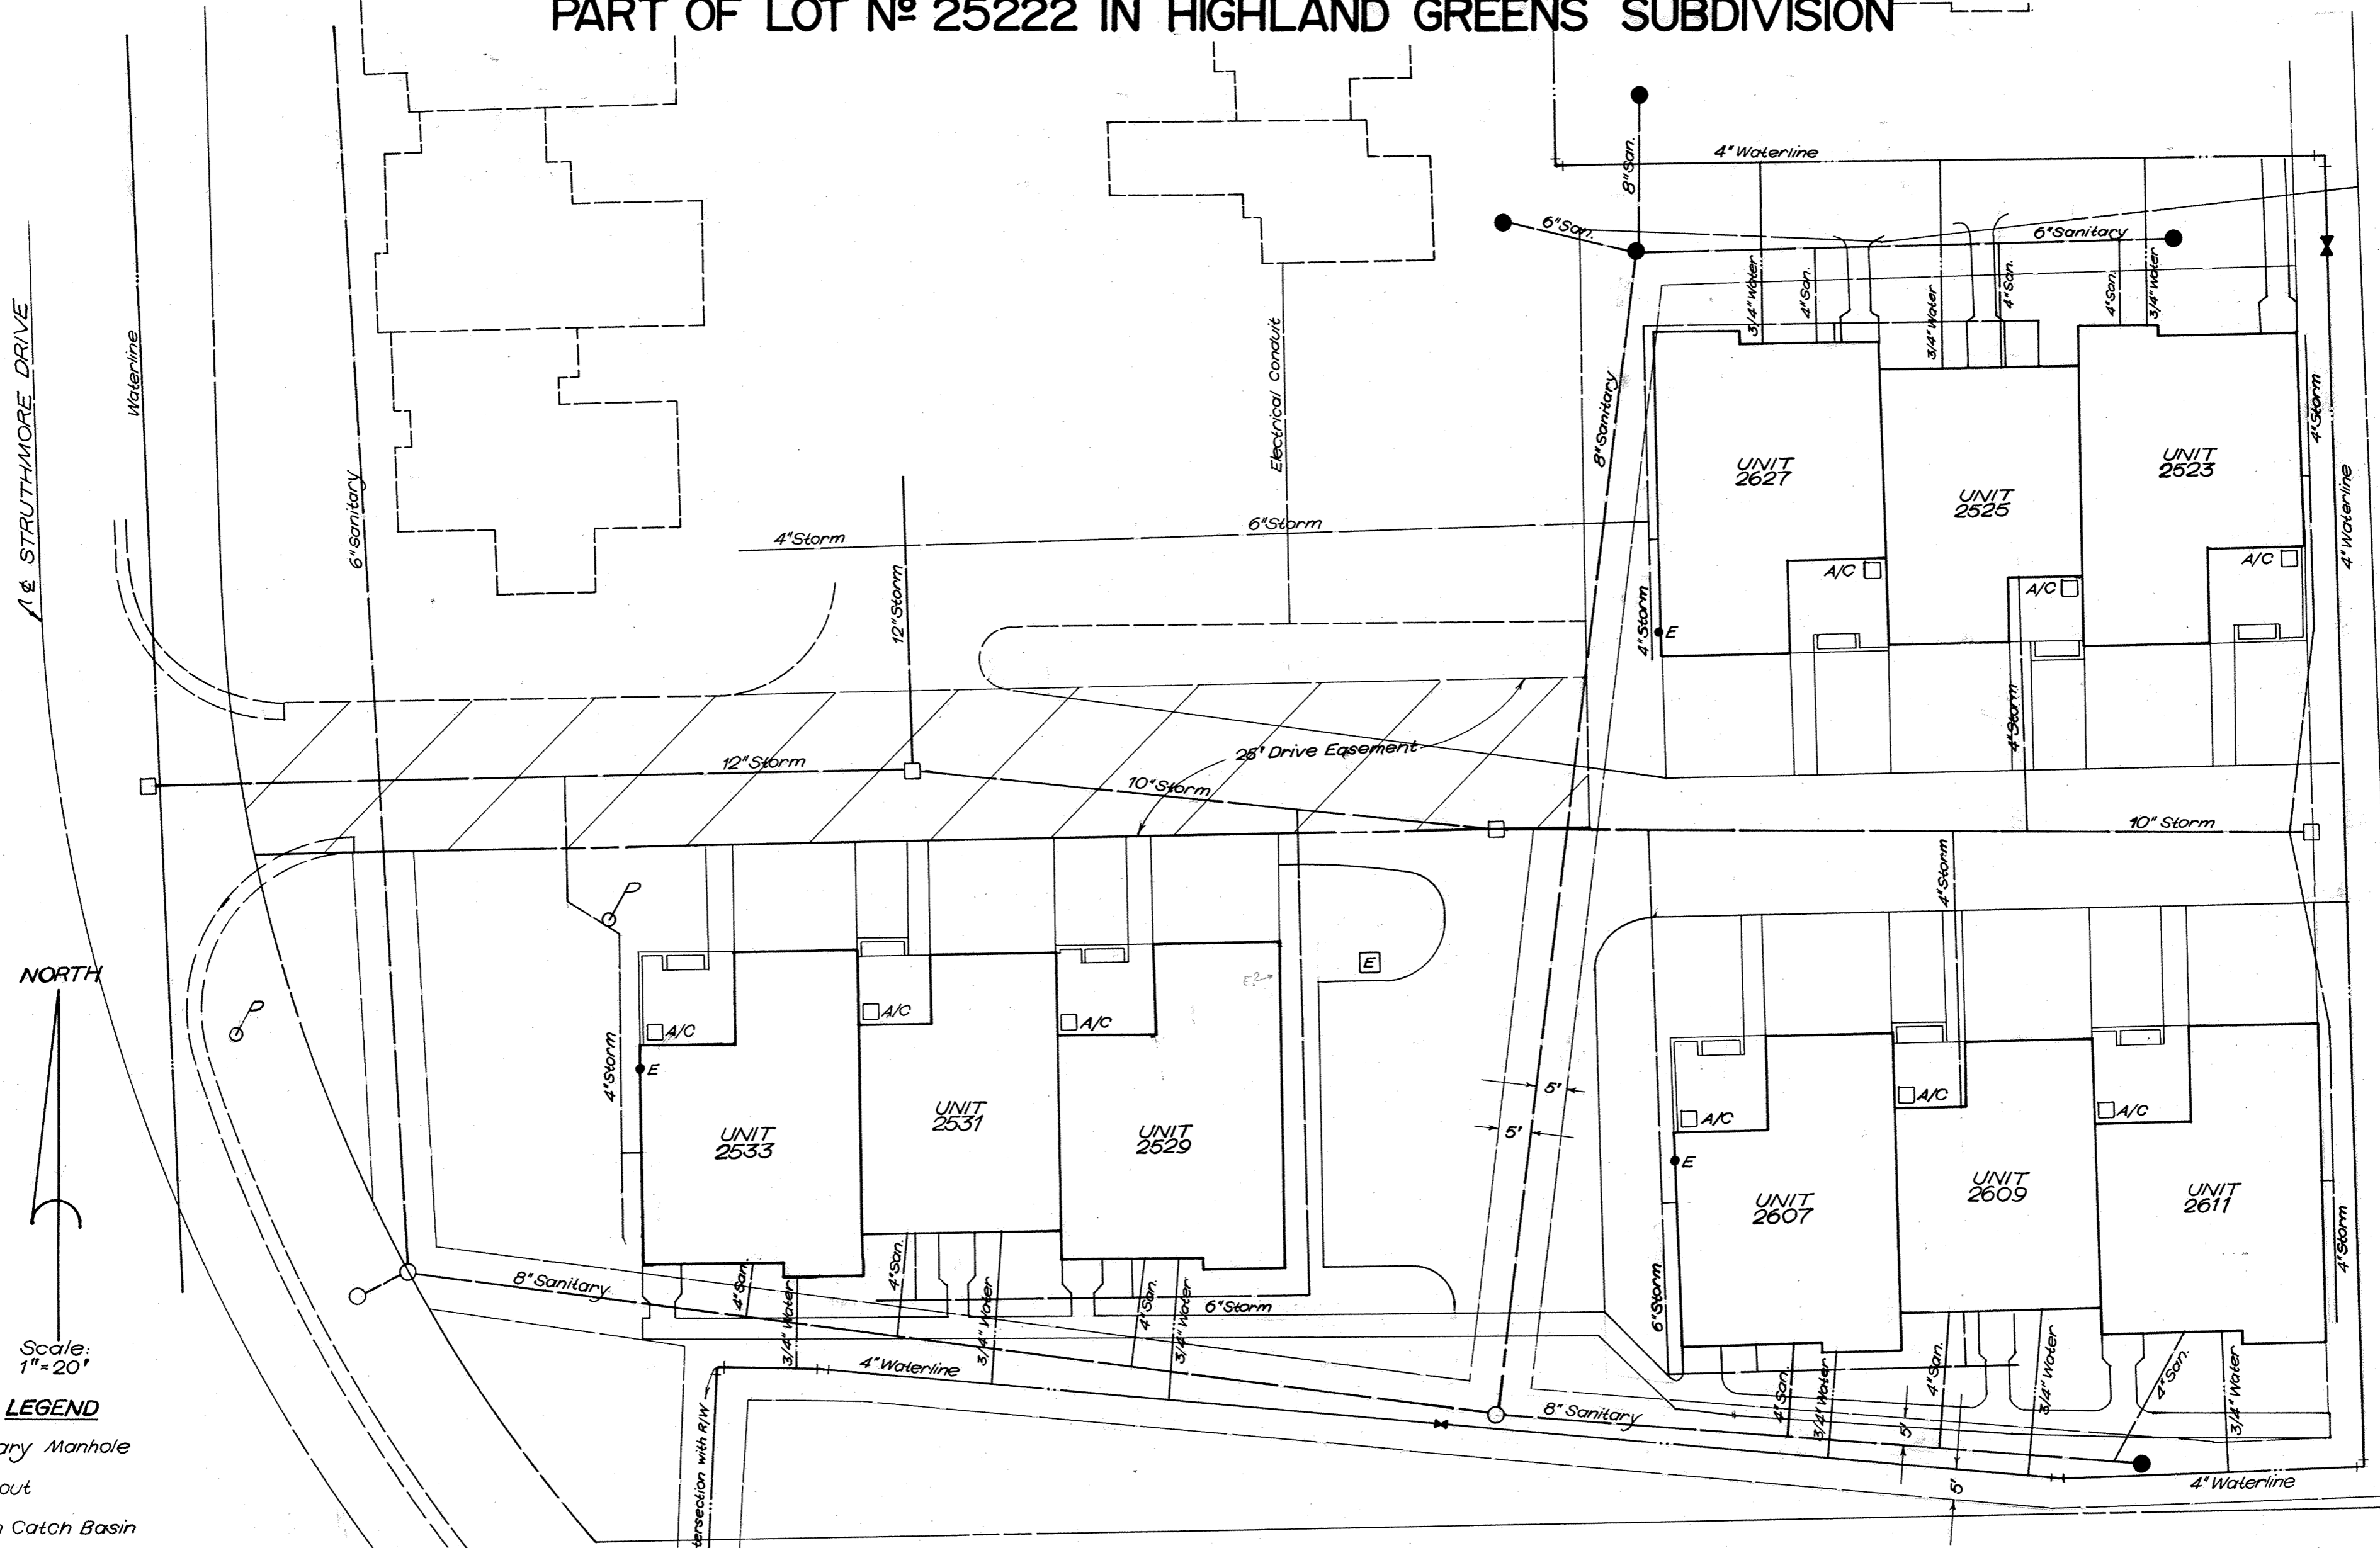 PART OF LOT Nº 25222 IN HIGHLAND GREENS SUBDIVISION
4" Waterline
8" San.
6" San.
6" Sanitary
3/4" Water
4" San.
3/4" Water
4" San.
4" San.
3/4" Water
℄ STRUTHMORE DRIVE
Waterline
6" Sanitary
Electrical Conduit
8" Sanitary
4" Storm
4" Waterline
UNIT
2627
UNIT
2525
UNIT
2523
4" Storm
6" Storm
12" Storm
A/C
A/C
A/C
4" Storm
E
4" Storm
12" Storm
25' Drive Easement
10" Storm
10" Storm
4" Storm
P
P
NORTH
E
E?
A/C
A/C
A/C
4" Storm
E
UNIT
2533
UNIT
2531
UNIT
2529
5'
5'
A/C
A/C
A/C
E
UNIT
2607
UNIT
2609
UNIT
2611
4" Storm
6" Storm
8" Sanitary
4" San.
3/4" Water
4" San.
3/4" Water
4" San.
3/4" Water
6" Storm
4" Waterline
8" Sanitary
4" San.
3/4" Water
4" San.
3/4" Water
4" San.
3/4" Water
5'
5'
4" Waterline
tersection with R/W
Scale:
1"=20'
LEGEND
ary Manhole
out
Catch Basin